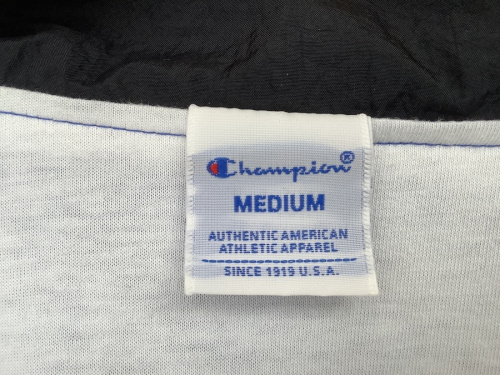 Champion®
MEDIUM
AUTHENTIC AMERICAN
ATHLETIC APPAREL
SINCE 1919 U.S.A.